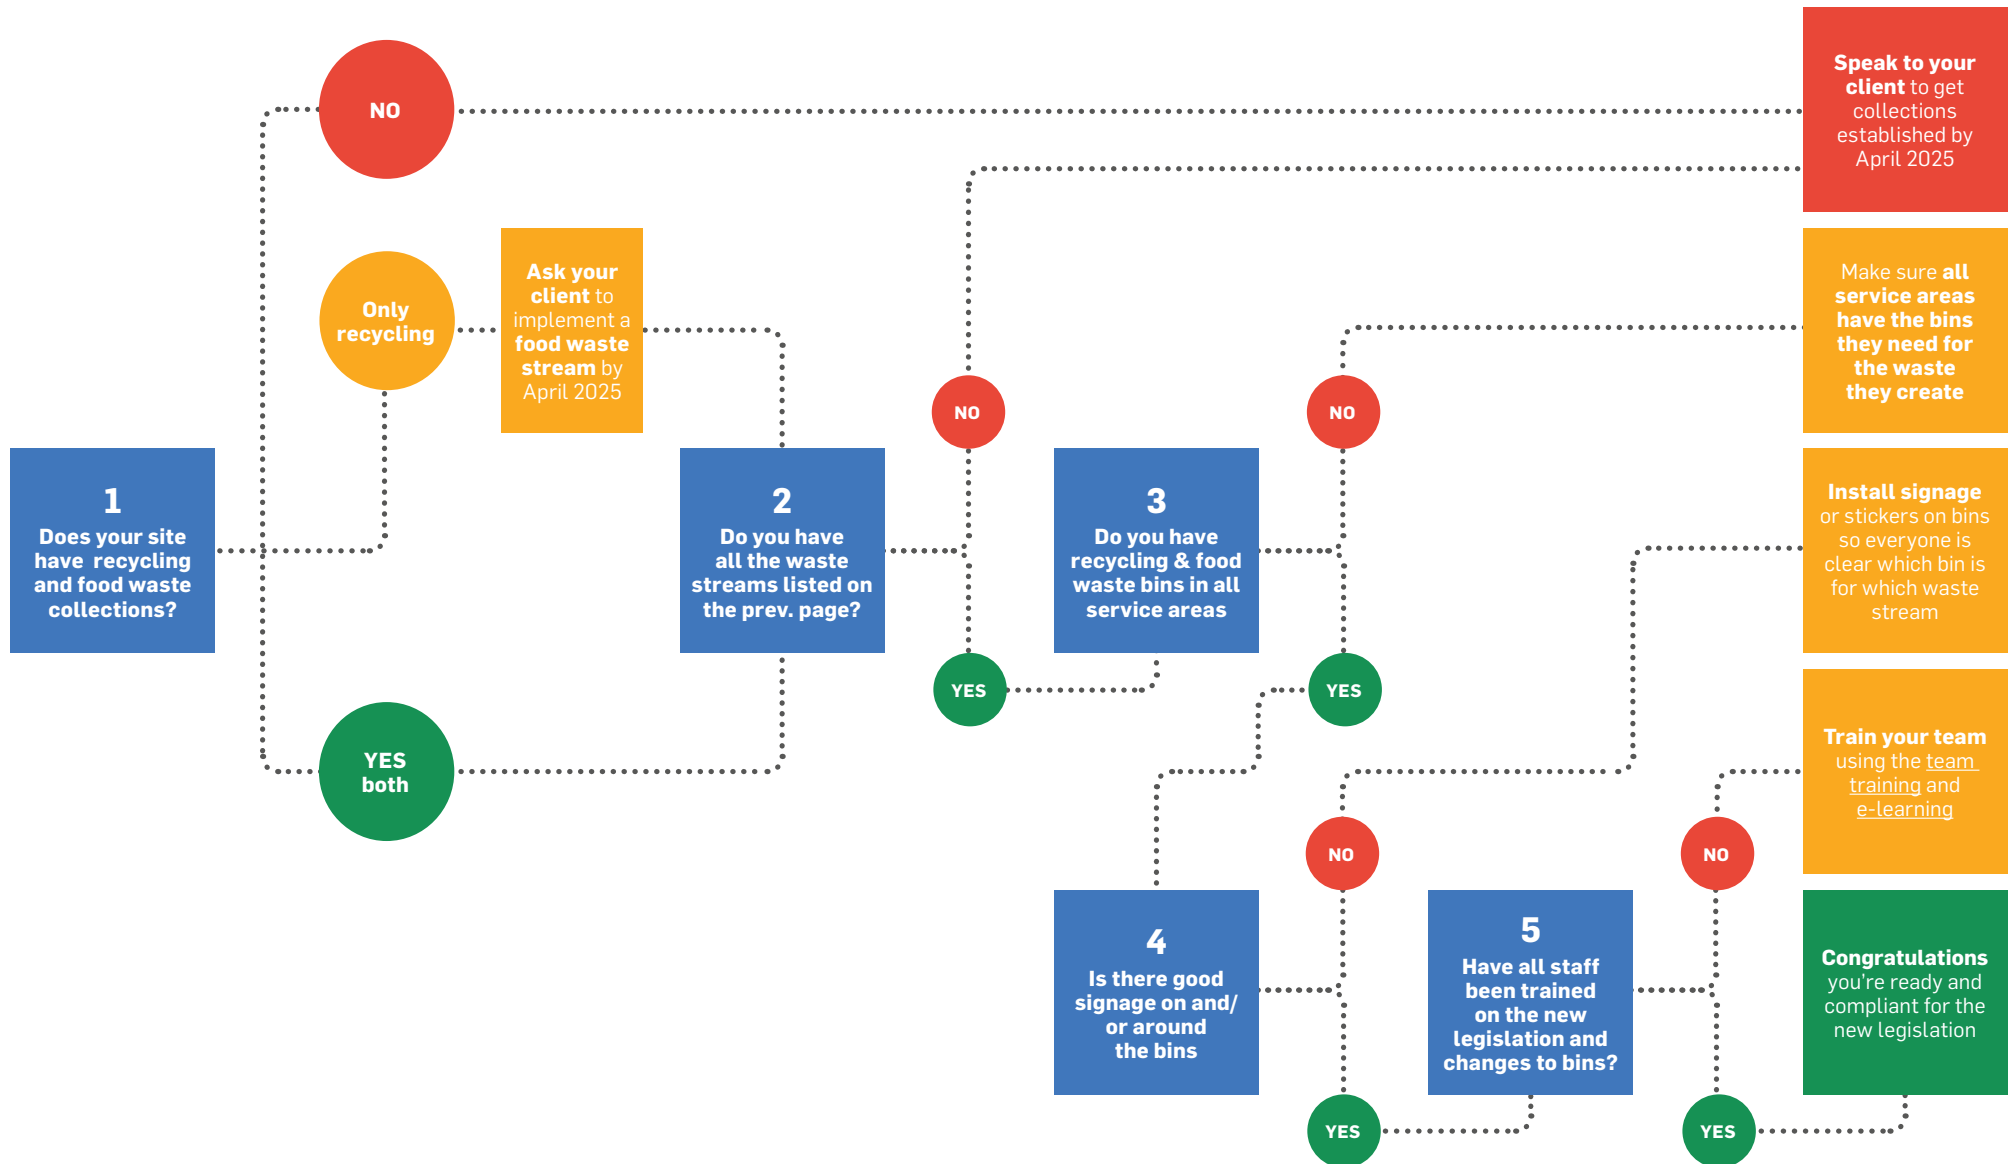 NO
Speak to your
client to get
collections
established by
April 2025
Only
recycling
Ask your
client to
implement a
food waste
stream by
April 2025
Make sure all
service areas
have the bins
they need for
the waste
they create
NO
NO
1
Does your site
have recycling
and food waste
collections?
2
Do you have
all the waste
streams listed on
the prev. page?
3
Do you have
recycling & food
waste bins in all
service areas
Install signage
or stickers on bins
so everyone is
clear which bin is
for which waste
stream
YES
YES
YES
both
Train your team
using the team
training and
e-learning
NO
NO
4
Is there good
signage on and/
or around
the bins
5
Have all staff
been trained
on the new
legislation and
changes to bins?
Congratulations
you're ready and
compliant for the
new legislation
YES
YES